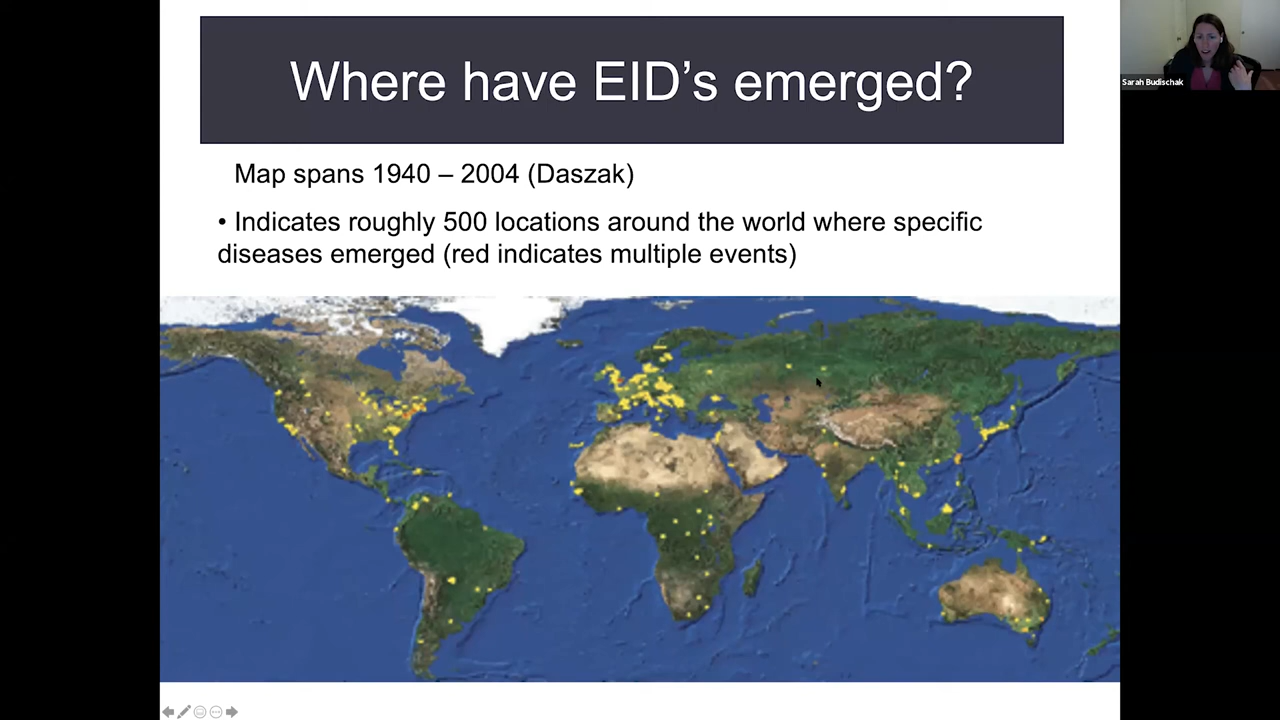 Where have EID’s emerged?
Sarah Budischak
Map spans 1940 – 2004 (Daszak)
• Indicates roughly 500 locations around the world where specific
diseases emerged (red indicates multiple events)